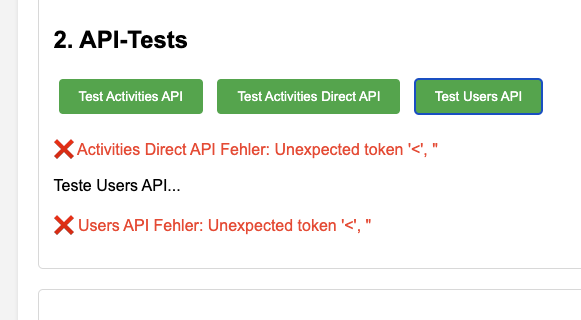 2. API-Tests
Test Activities API
Test Activities Direct API
Test Users API
❌ Activities Direct API Fehler: Unexpected token '<', "
Teste Users API...
❌ Users API Fehler: Unexpected token '<', "